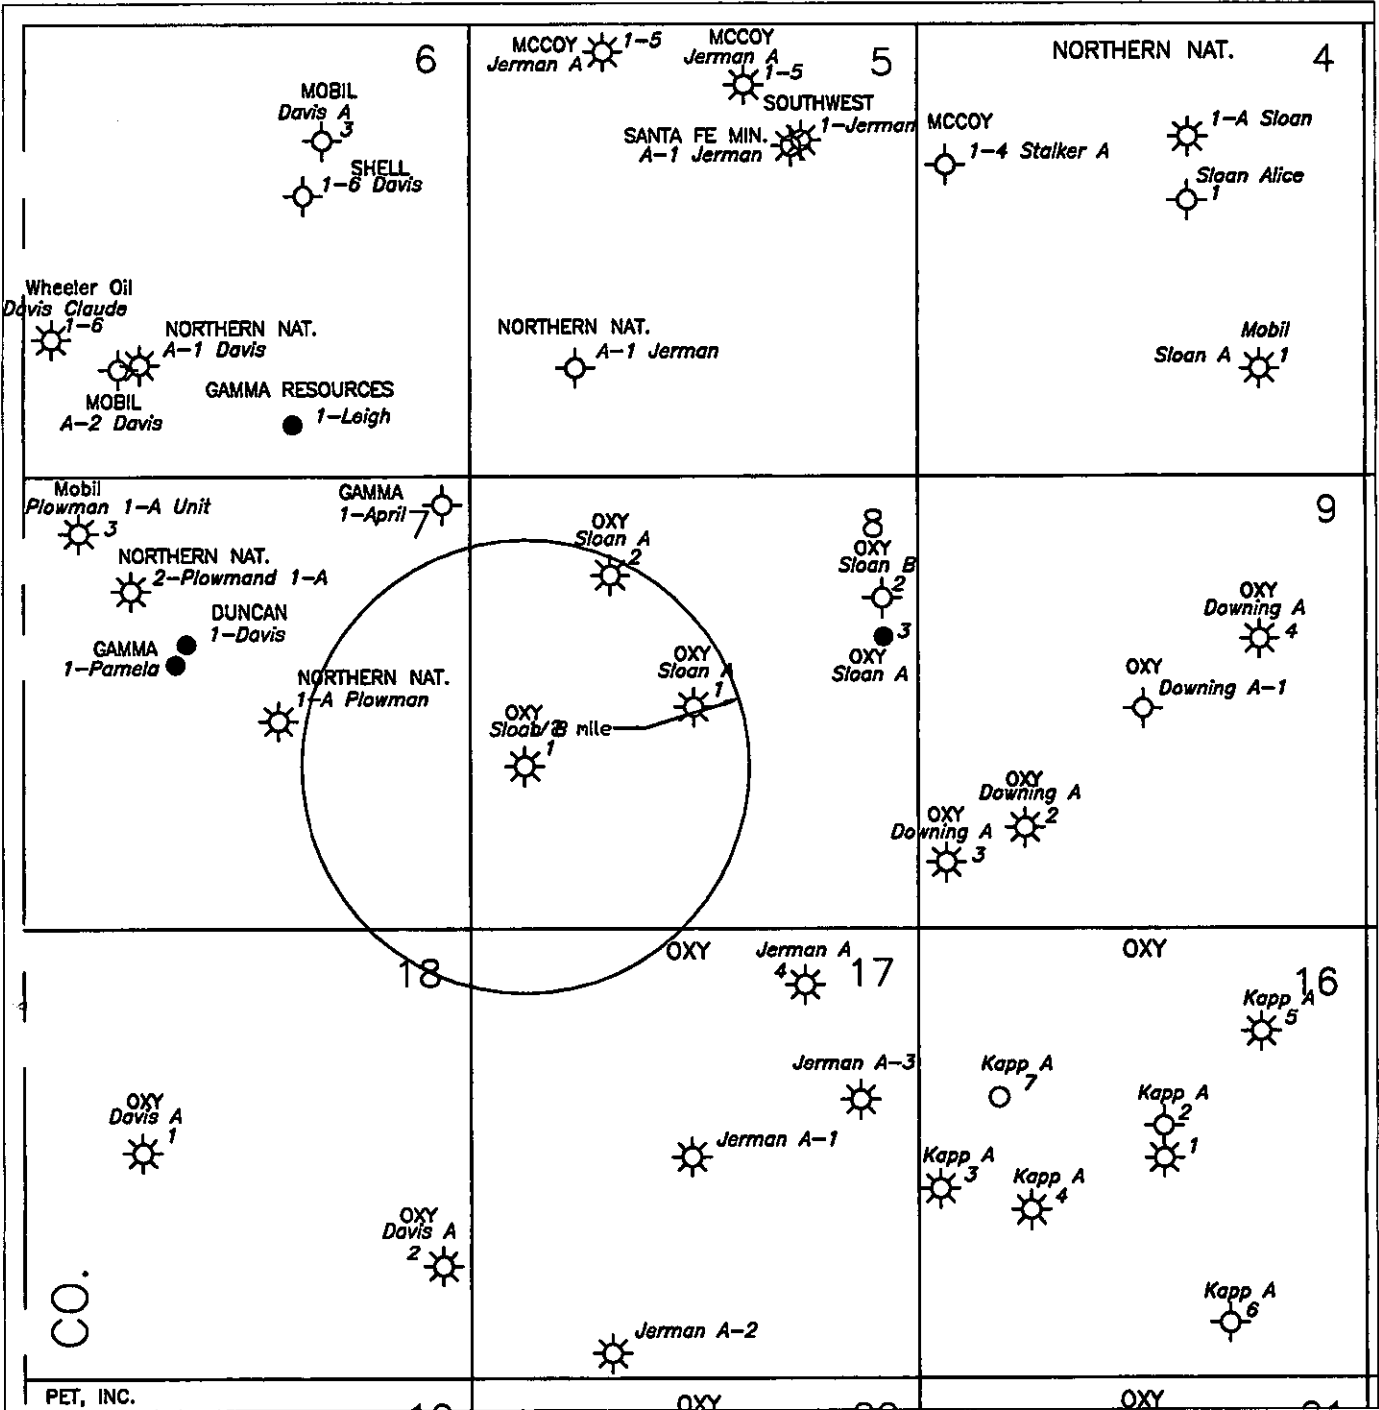 6
MOBIL
Davis A
3
SHELL
1-6 Davis
Wheeler Oil
Davis Claude
1-6
NORTHERN NAT.
A-1 Davis
MOBIL
A-2 Davis
GAMMA RESOURCES
1-Leigh
MCCOY
Jerman A
1-5
MCCOY
Jerman A
1-5
5
SOUTHWEST
1-Jerman
SANTA FE MIN.
A-1 Jerman
NORTHERN NAT.
A-1 Jerman
NORTHERN NAT.
4
MCCOY
1-4 Stalker A
1-A Sloan
Sloan Alice
1
Mobil
Sloan A
1
Mobil
Plowman 1-A Unit
3
GAMMA
1-April
NORTHERN NAT.
2-Plowmand 1-A
DUNCAN
1-Davis
GAMMA
1-Pamela
NORTHERN NAT.
1-A Plowman
8
OXY
Sloan A
2
OXY
Sloan B
2
3
OXY
Sloan A
OXY
Sloan A
1
OXY
Sloan B
1
1/2 mile
9
OXY
Downing A
4
OXY
Downing A-1
OXY
Downing A
2
OXY
Downing A
3
18
OXY
Davis A
1
OXY
Davis A
2
CO.
OXY
Jerman A
4
17
Jerman A-3
Jerman A-1
Jerman A-2
OXY
16
Kapp A
5
Kapp A
7
Kapp A
2
1
Kapp A
3
Kapp A
4
Kapp A
6
PET, INC.
OXY
OXY